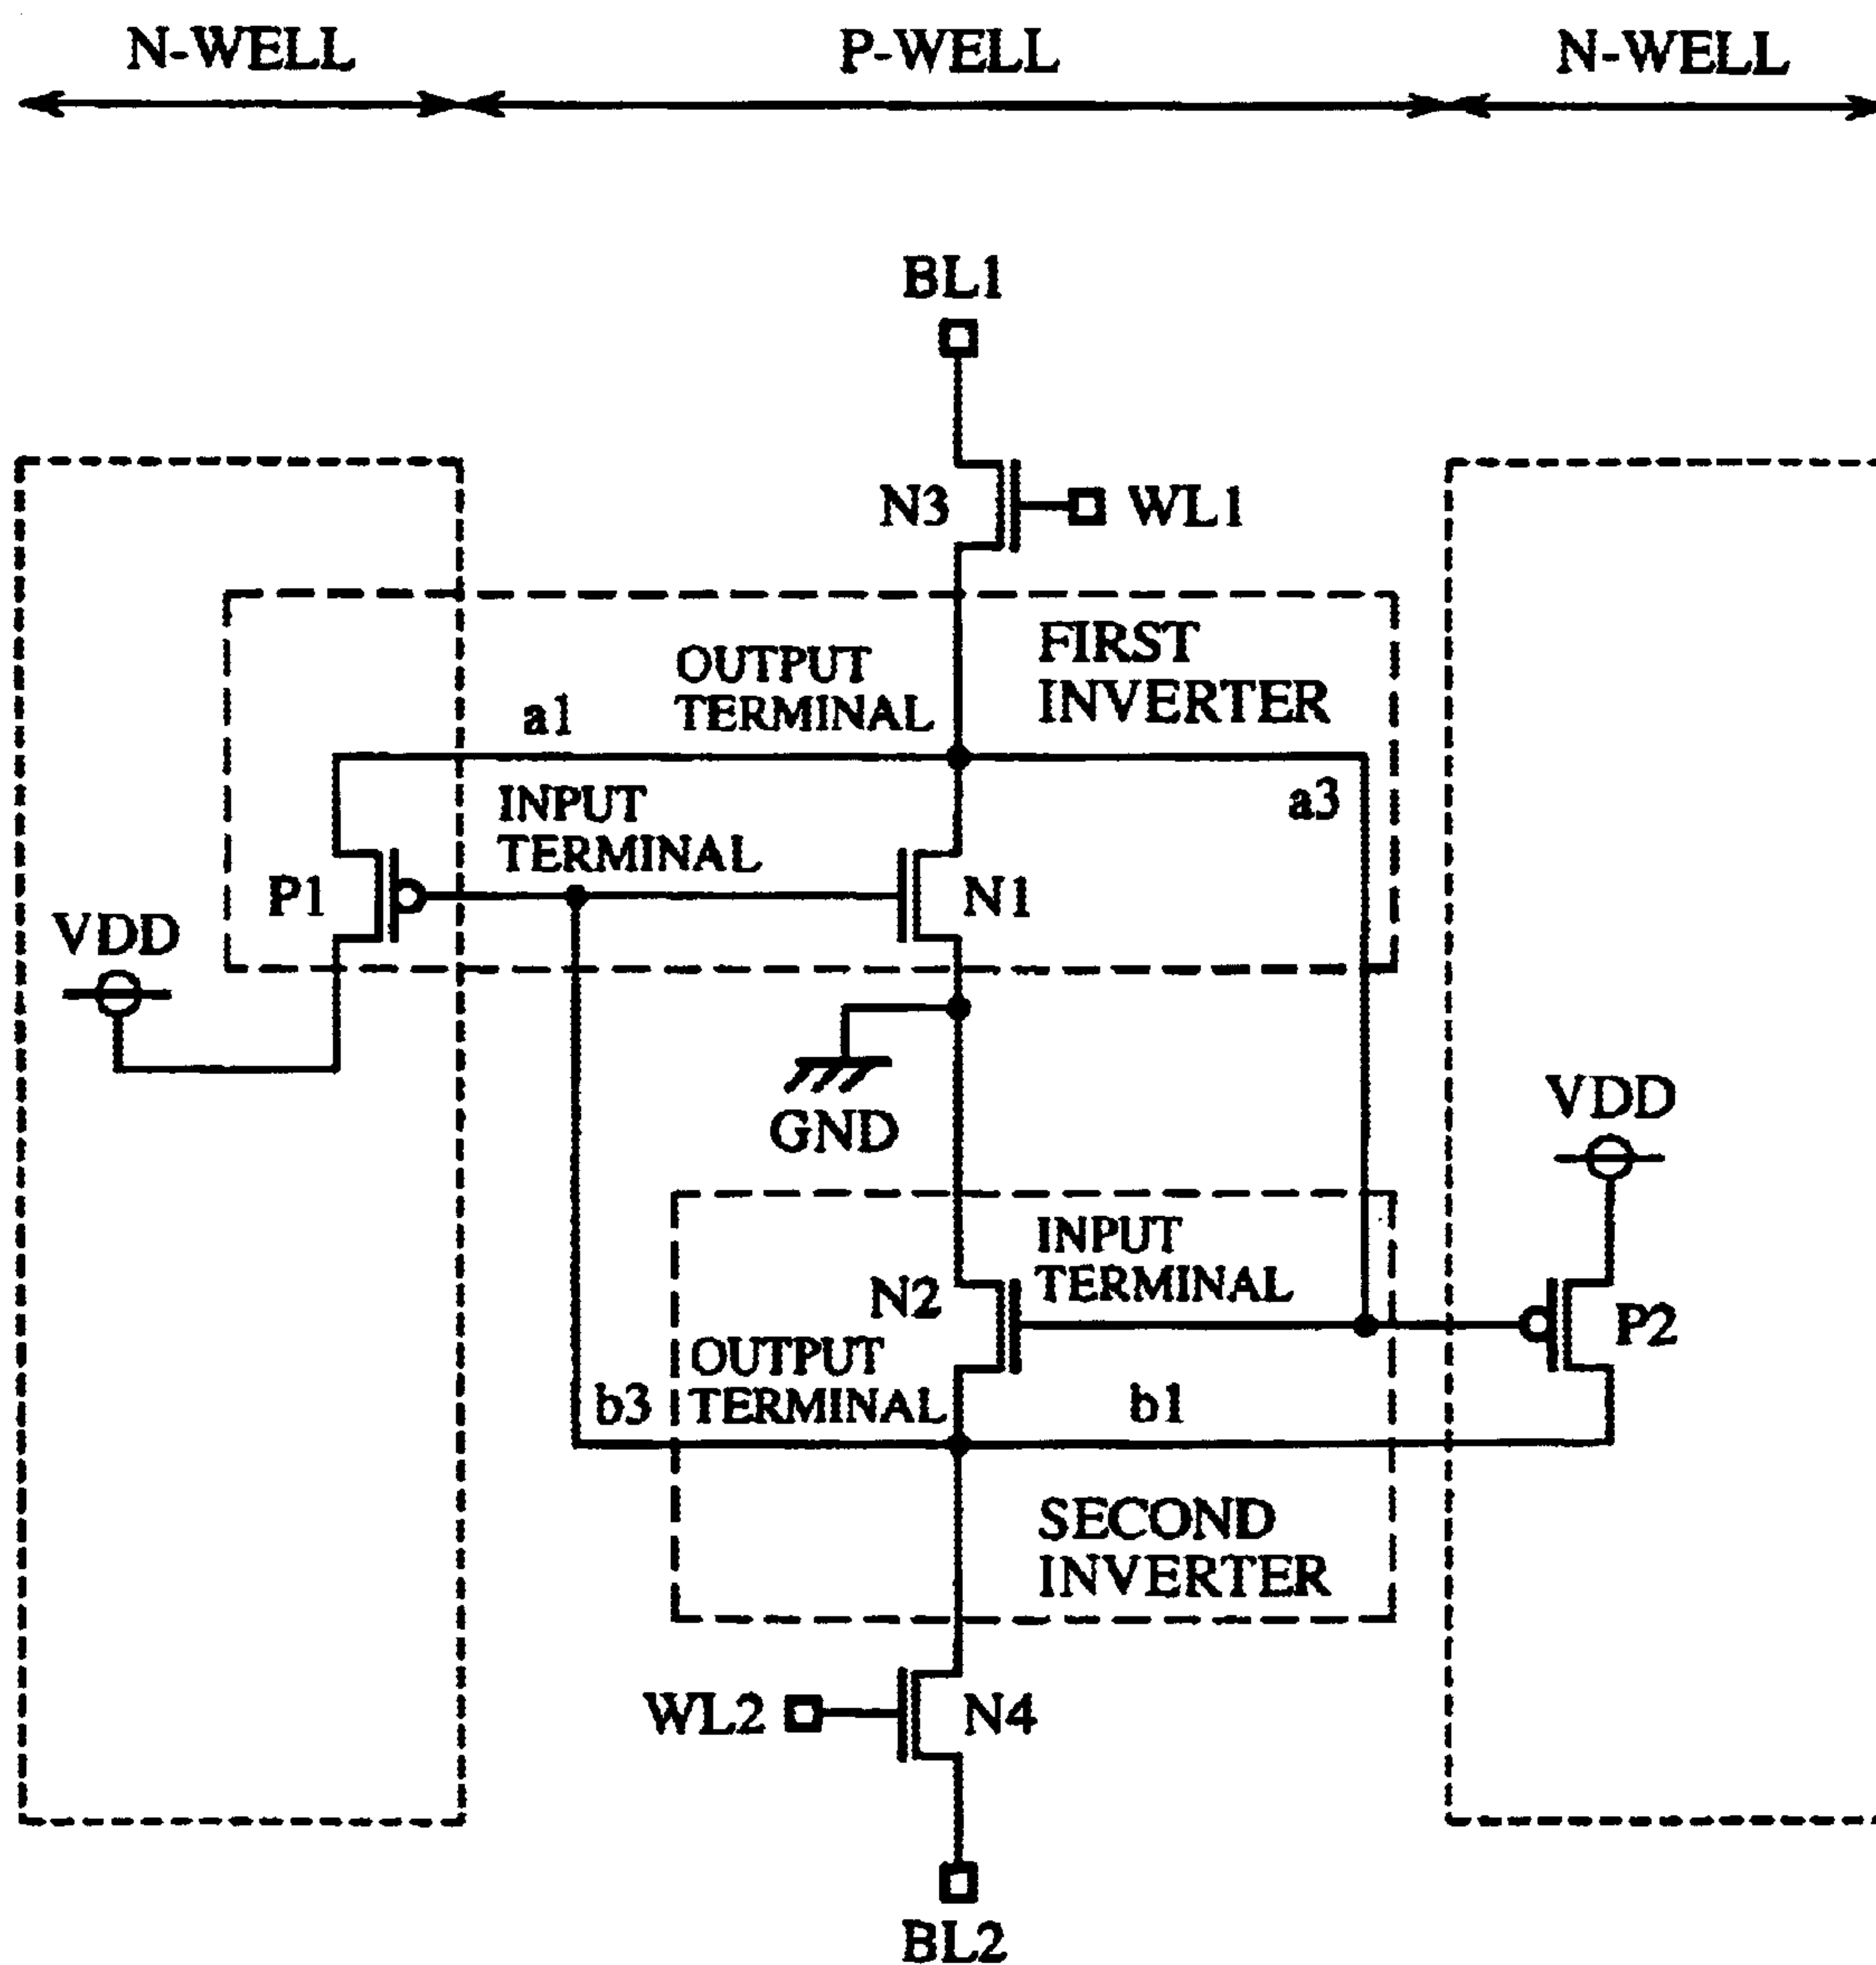 N-WELL
P-WELL
N-WELL
BL1
N3
WL1
OUTPUT
TERMINAL
FIRST
INVERTER
a1
a3
INPUT
TERMINAL
P1
N1
VDD
GND
VDD
INPUT
TERMINAL
N2
P2
OUTPUT
TERMINAL
b3
b1
SECOND
INVERTER
WL2
N4
BL2